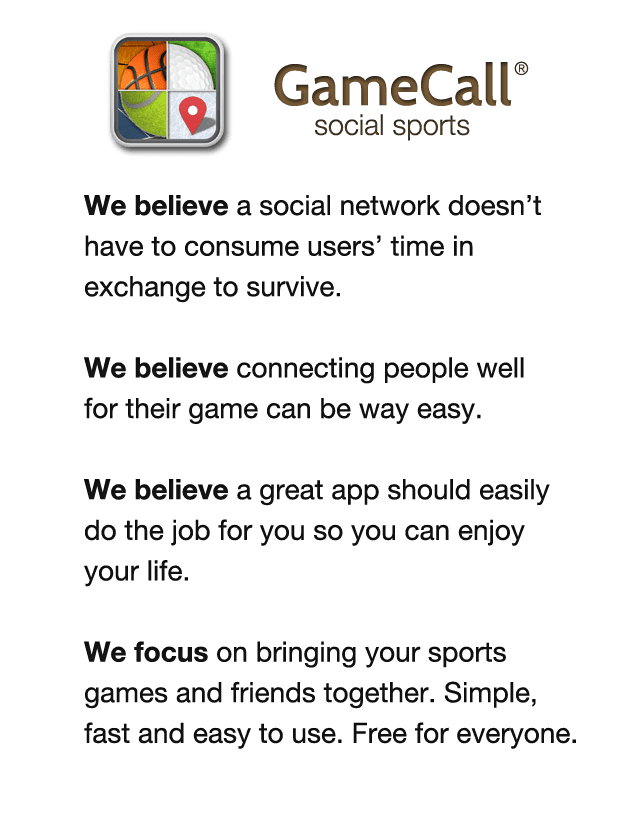 GameCall®
social sports
We believe a social network doesn’t
have to consume users’ time in
exchange to survive.
We believe connecting people well
for their game can be way easy.
We believe a great app should easily
do the job for you so you can enjoy
your life.
We focus on bringing your sports
games and friends together. Simple,
fast and easy to use. Free for everyone.